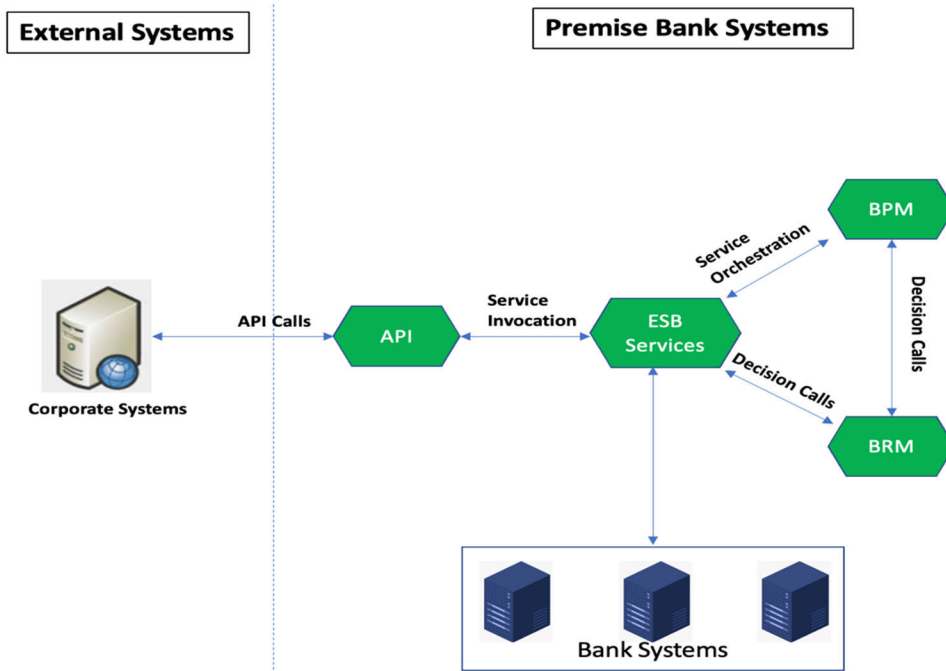 External Systems
Premise Bank Systems
BPM
Service
Orchestration
Decision Calls
API Calls
Service
Invocation
API
ESB
Services
Corporate Systems
Decision Calls
BRM
Bank Systems